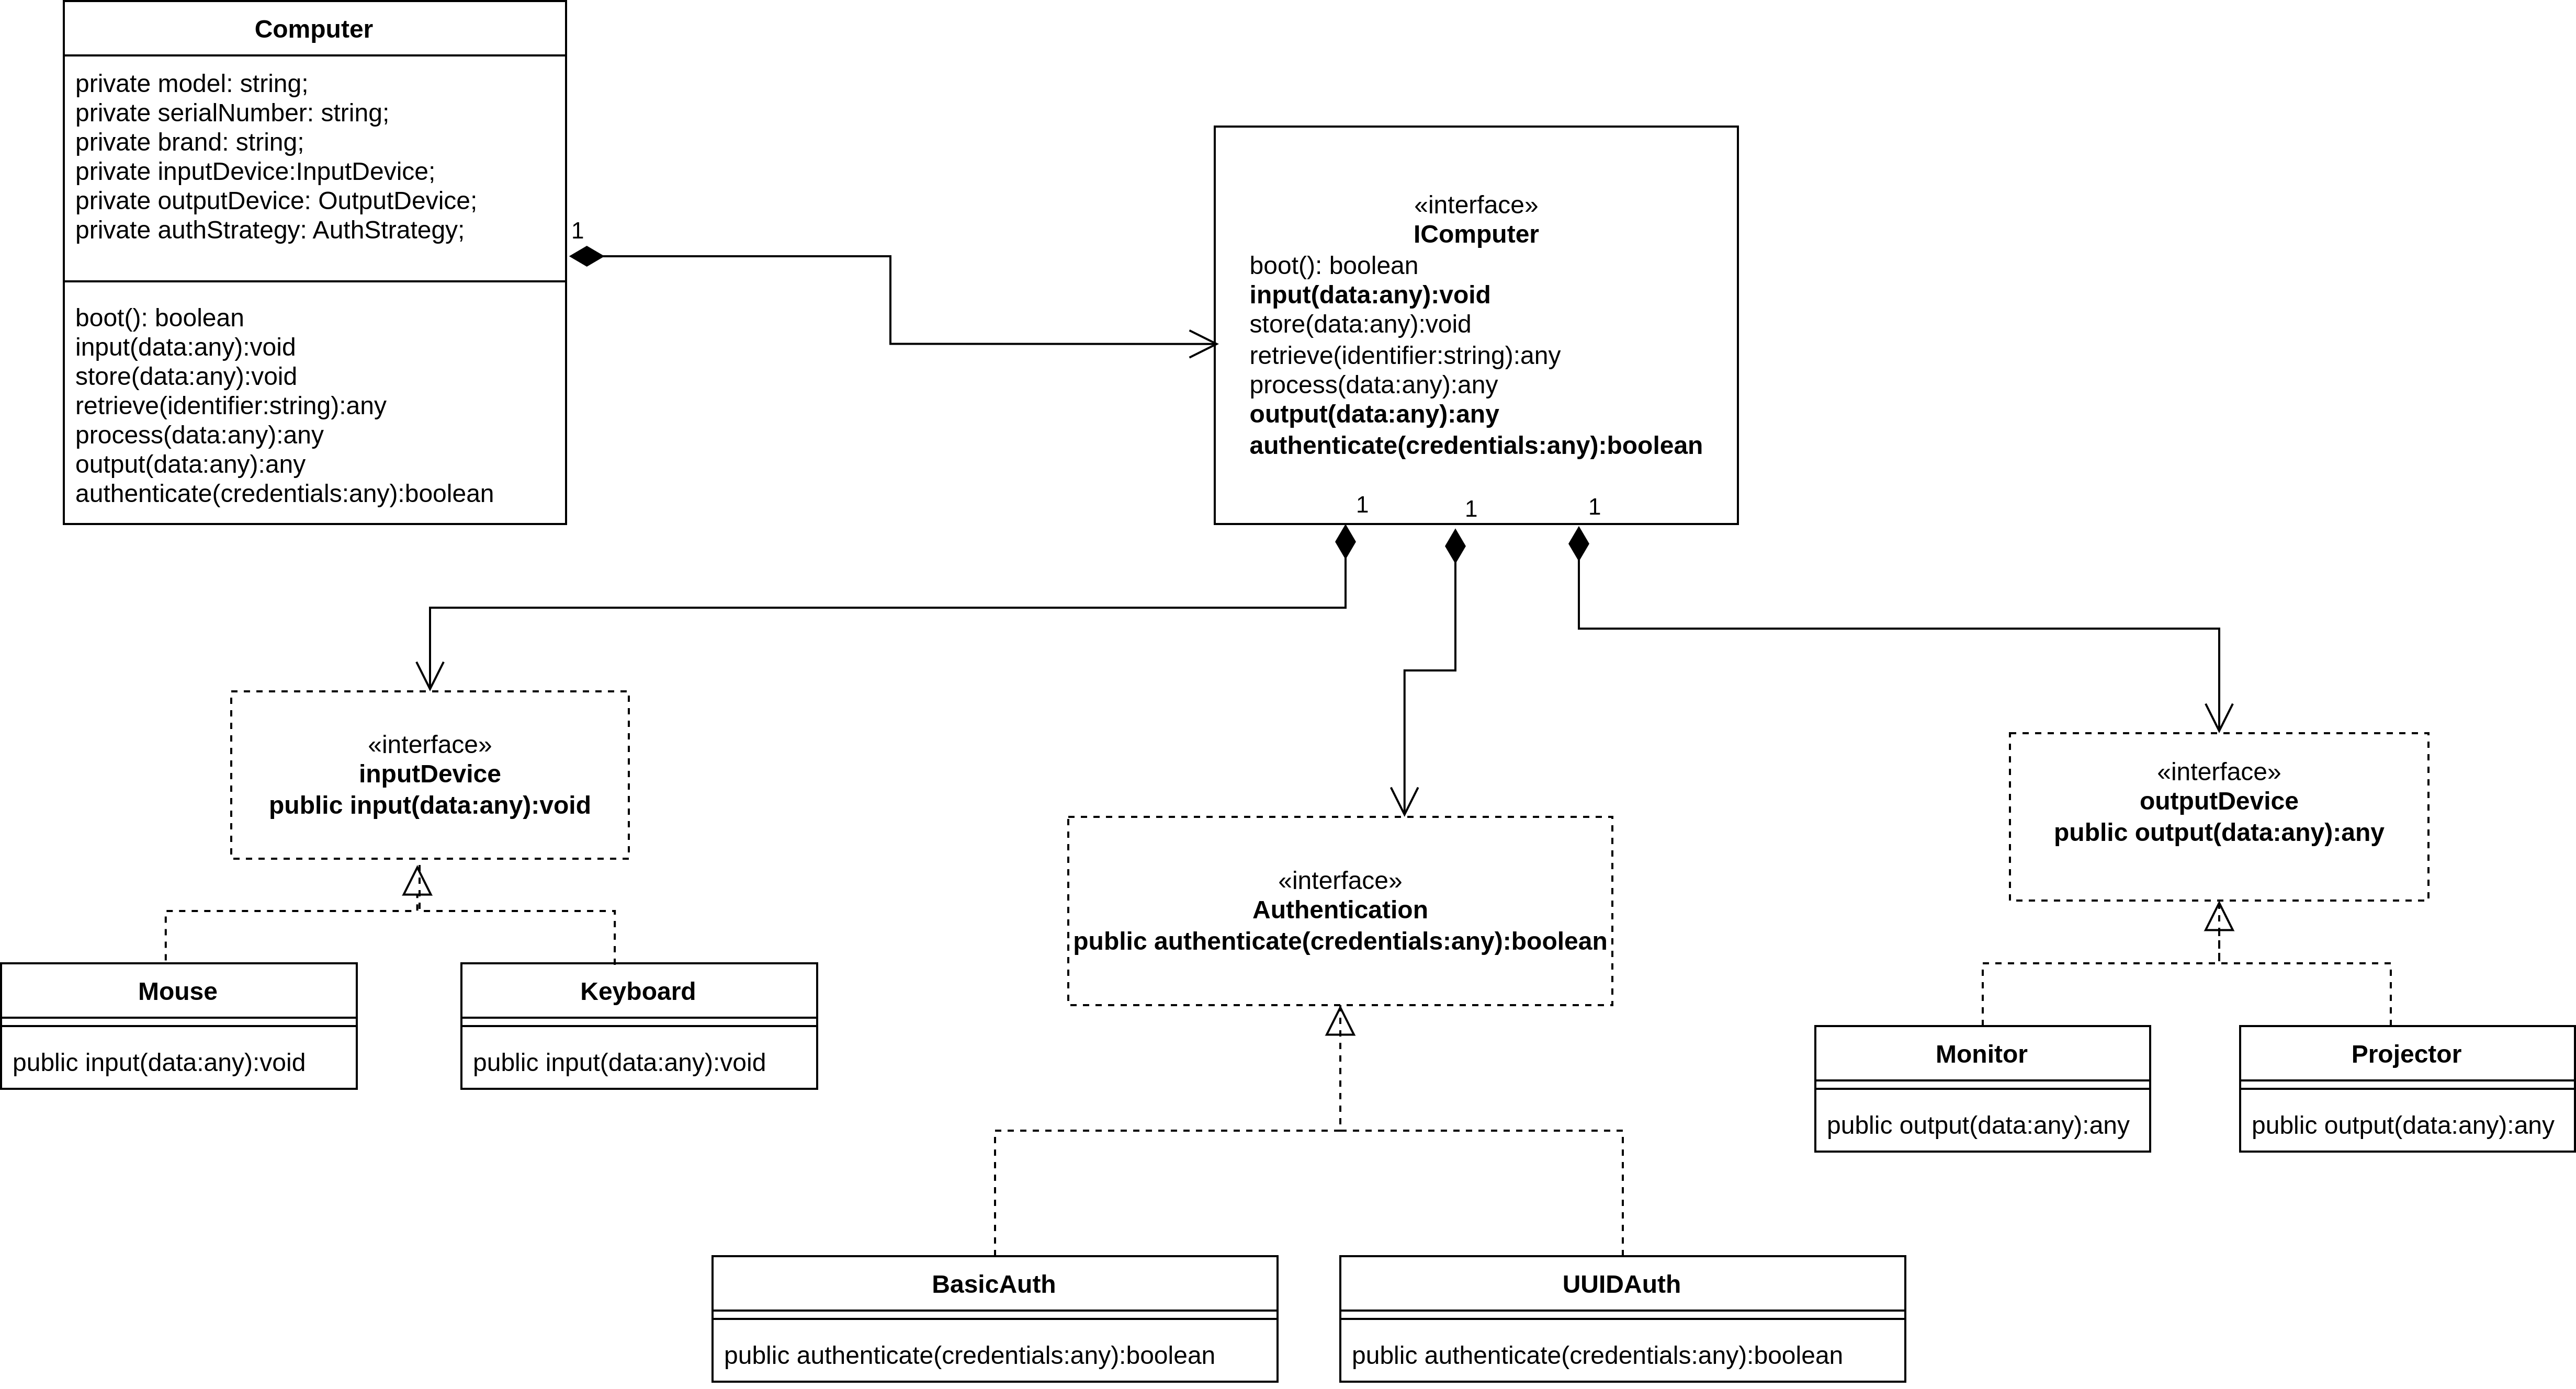 Computer
private model: string;
private serialNumber: string;
private brand: string;
private inputDevice:InputDevice;
private outputDevice: OutputDevice;
private authStrategy: AuthStrategy;
boot(): boolean
input(data:any):void
store(data:any):void
retrieve(identifier:string):any
process(data:any):any
output(data:any):any
authenticate(credentials:any):boolean
1
«interface»
IComputer
boot(): boolean
input(data:any):void
store(data:any):void
retrieve(identifier:string):any
process(data:any):any
output(data:any):any
authenticate(credentials:any):boolean
1
1
1
«interface»
inputDevice
public input(data:any):void
«interface»
Authentication
public authenticate(credentials:any):boolean
«interface»
outputDevice
public output(data:any):any
Mouse
public input(data:any):void
Keyboard
public input(data:any):void
Monitor
public output(data:any):any
Projector
public output(data:any):any
BasicAuth
public authenticate(credentials:any):boolean
UUIDAuth
public authenticate(credentials:any):boolean